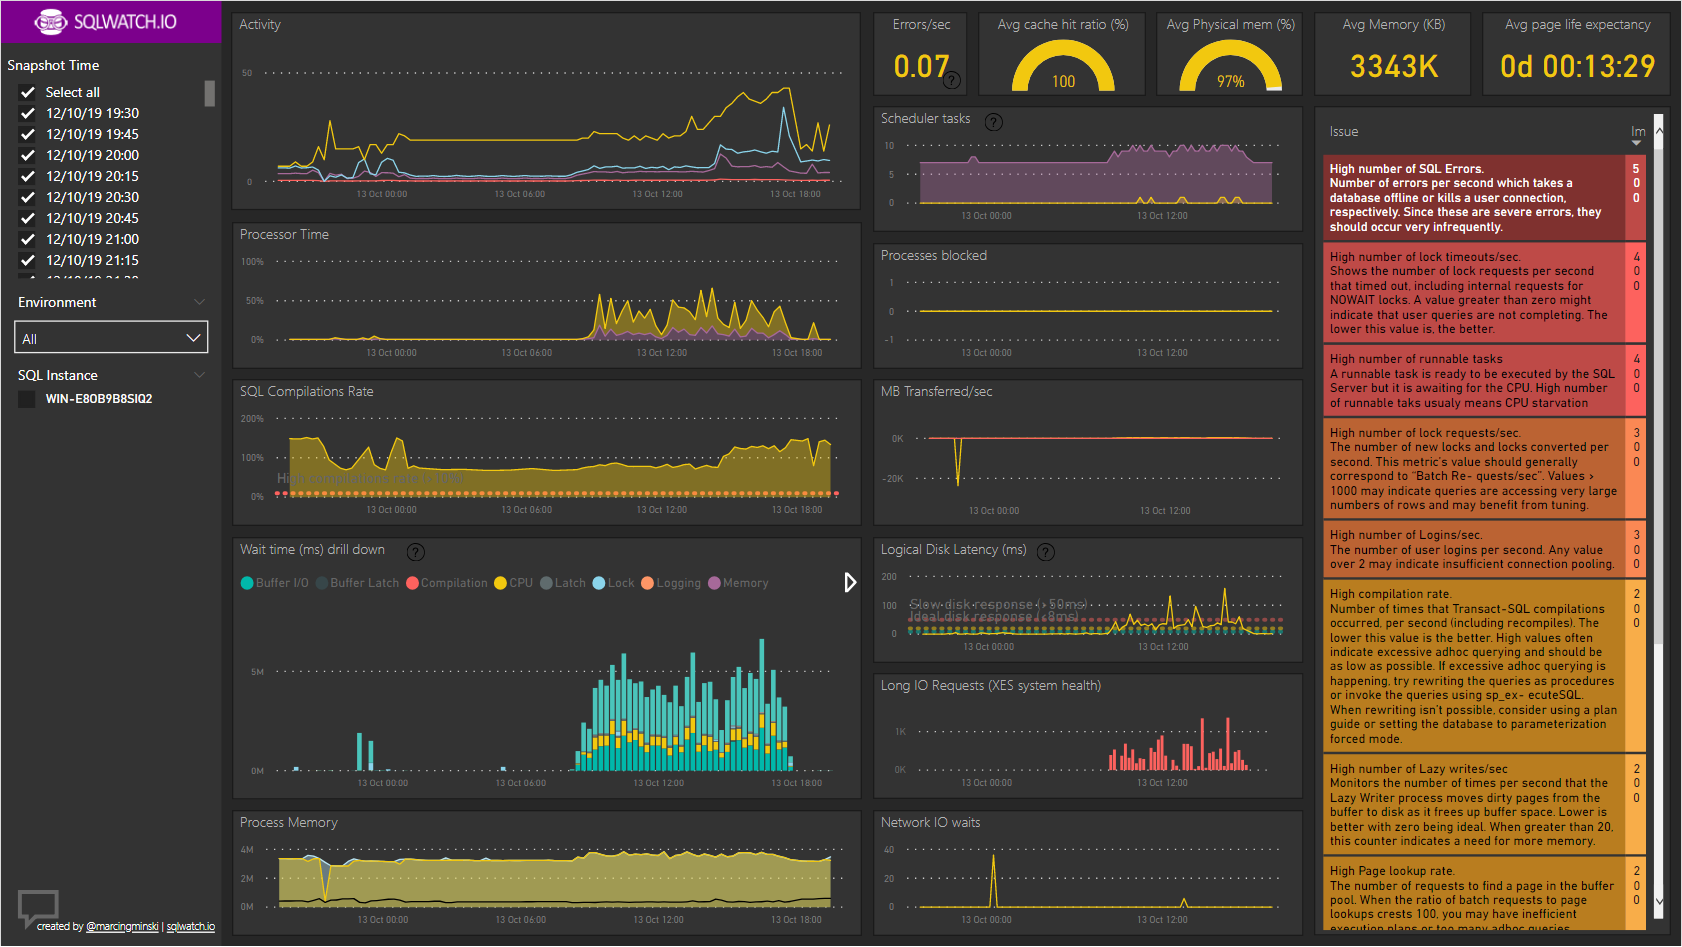 SQLWATCH.IO
Snapshot Time
Select all
12/10/19 19:30
12/10/19 19:45
12/10/19 20:00
12/10/19 20:15
12/10/19 20:30
12/10/19 20:45
12/10/19 21:00
12/10/19 21:15
Environment
All
SQL Instance
WIN-E80B9B8SIQ2
created by @marcingminski | sqlwatch.io
Activity
50
0
13 Oct 00:00
13 Oct 06:00
13 Oct 12:00
13 Oct 18:00
Processor Time
100%
50%
0%
13 Oct 00:00
13 Oct 06:00
13 Oct 12:00
13 Oct 18:00
SQL Compilations Rate
200%
100%
High compilations rate (>10%)
0%
13 Oct 00:00
13 Oct 06:00
13 Oct 12:00
13 Oct 18:00
Wait time (ms) drill down ?
Buffer I/O Buffer Latch Compilation CPU Latch Lock Logging Memory
5M
0M
13 Oct 00:00
13 Oct 06:00
13 Oct 12:00
13 Oct 18:00
Process Memory
4M
2M
0M
13 Oct 00:00
13 Oct 06:00
13 Oct 12:00
13 Oct 18:00
Errors/sec
0.07
?
Avg cache hit ratio (%)
100
Avg Physical mem (%)
97%
Avg Memory (KB)
3343K
Avg page life expectancy
0d 00:13:29
Scheduler tasks ?
10
5
0
13 Oct 00:00
13 Oct 12:00
Processes blocked
1
0
-1
13 Oct 00:00
13 Oct 12:00
MB Transferred/sec
0K
-20K
13 Oct 00:00
13 Oct 12:00
Logical Disk Latency (ms) ?
200
100
Slow disk response (>50ms)
Ideal disk response (<8ms)
0
13 Oct 00:00
13 Oct 12:00
Long IO Requests (XES system health)
1K
0K
13 Oct 00:00
13 Oct 12:00
Network IO waits
40
20
0
13 Oct 00:00
13 Oct 12:00
Issue Im
High number of SQL Errors. 5
Number of errors per second which takes a 0
database offline or kills a user connection, 0
respectively. Since these are severe errors, they
should occur very infrequently.
High number of lock timeouts/sec. 4
Shows the number of lock requests per second 0
that timed out, including internal requests for 0
NOWAIT locks. A value greater than zero might
indicate that user queries are not completing. The
lower this value is, the better.
High number of runnable tasks 4
A runnable task is ready to be executed by the SQL 0
Server but it is awaiting for the CPU. High number 0
of runnable taks usualy means CPU starvation
High number of lock requests/sec. 3
The number of new locks and locks converted per 0
second. This metric's value should generally 0
correspond to “Batch Re- quests/sec”. Values >
1000 may indicate queries are accessing very large
numbers of rows and may benefit from tuning.
High number of Logins/sec. 3
The number of user logins per second. Any value 0
over 2 may indicate insufficient connection pooling. 0
High compilation rate. 2
Number of times that Transact-SQL compilations 0
occurred, per second (including recompiles). The 0
lower this value is the better. High values often
indicate excessive adhoc querying and should be
as low as possible. If excessive adhoc querying is
happening, try rewriting the queries as procedures
or invoke the queries using sp_ex- ecuteSQL.
When rewriting isn't possible, consider using a plan
guide or setting the database to parameterization
forced mode.
High number of Lazy writes/sec 2
Monitors the number of times per second that the 0
Lazy Writer process moves dirty pages from the 0
buffer to disk as it frees up buffer space. Lower is
better with zero being ideal. When greater than 20,
this counter indicates a need for more memory.
High Page lookup rate. 2
The number of requests to find a page in the buffer 0
pool. When the ratio of batch requests to page 0
lookups crests 100, you may have inefficient
execution plans or too many adhoc queries.